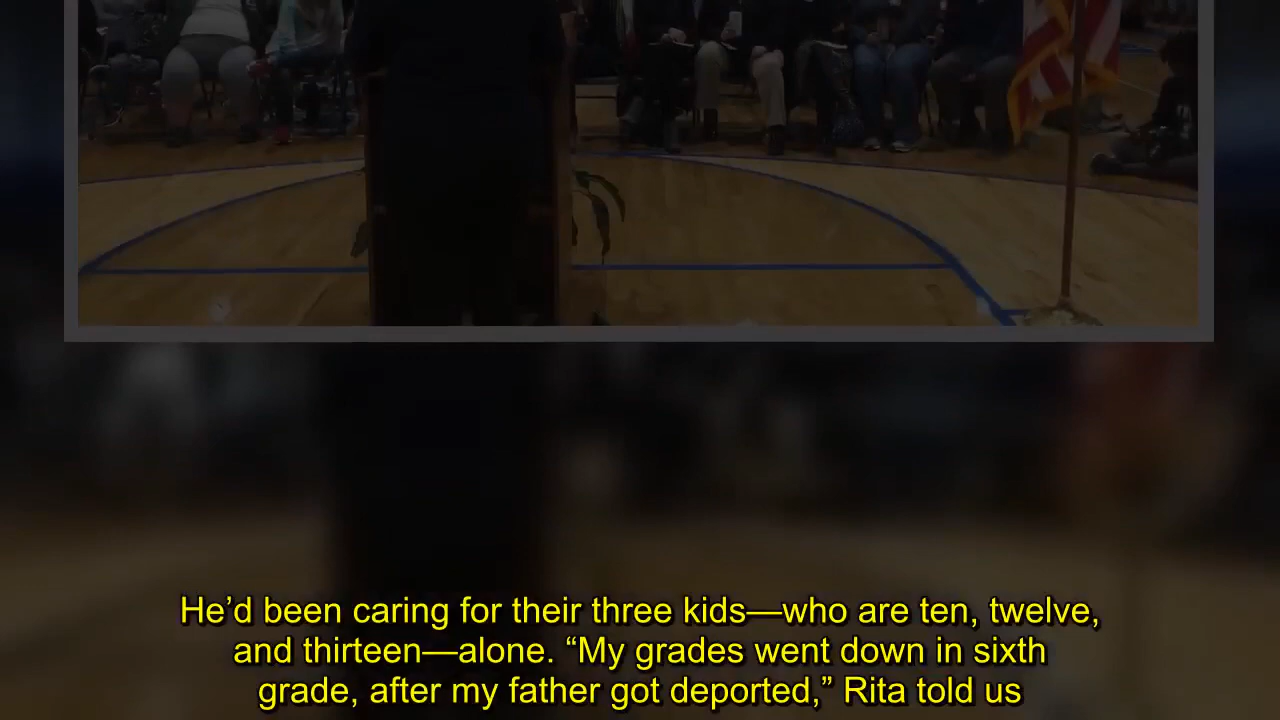 He’d been caring for their three kids—who are ten, twelve,
and thirteen—alone. “My grades went down in sixth
grade, after my father got deported,” Rita told us